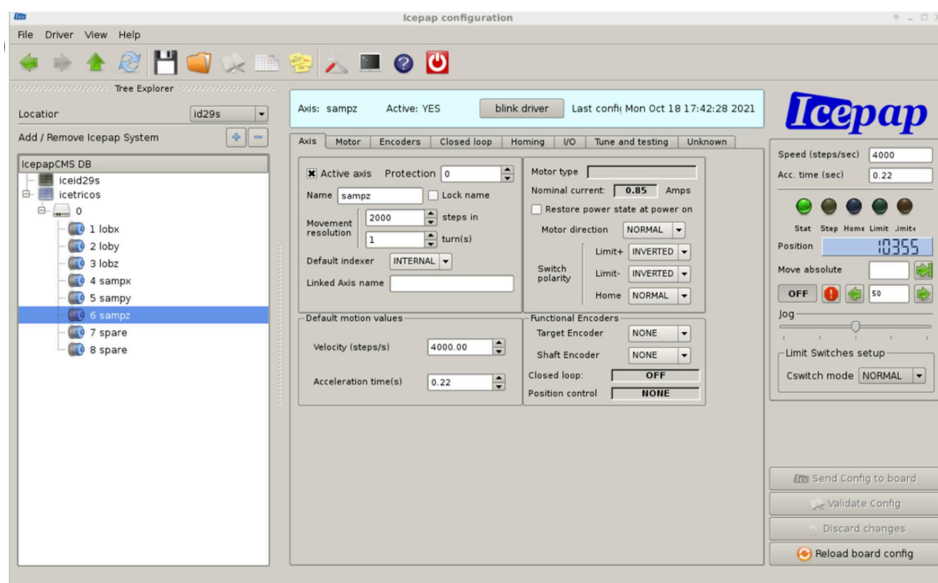 Icepap configuration
File Driver View Help
Tree Explorer
Locatior id29s
Add / Remove Icepap System
IcepapCMS DB
iceid29s
icetricos
0
1 lobx
2 loby
3 lobz
4 sampx
5 sampy
6 sampz
7 spare
8 spare
Axis: sampz Active: YES blink driver Last confi Mon Oct 18 17:42:28 2021
Axis Motor Encoders Closed loop Homing I/O Tune and testing Unknown
Active axis Protection 0
Name sampz Lock name
Movement resolution 2000 steps in
1 turn(s)
Default indexer INTERNAL
Linked Axis name
Motor type
Nominal current: 0.85 Amps
Restore power state at power on
Motor direction NORMAL
Switch polarity
Limit+ INVERTED
Limit- INVERTED
Home NORMAL
Default motion values
Velocity (steps/s) 4000.00
Acceleration time(s) 0.22
Functional Encoders
Target Encoder NONE
Shaft Encoder NONE
Closed loop: OFF
Position control NONE
Icepap
Speed (steps/sec) 4000
Acc. time (sec) 0.22
Stat Step Home Limit .imit+
Position 10355
Move absolute
OFF 50
Jog
Limit Switches setup
Cswitch mode NORMAL
Send Config to board
Validate Config
Discard changes
Reload board config